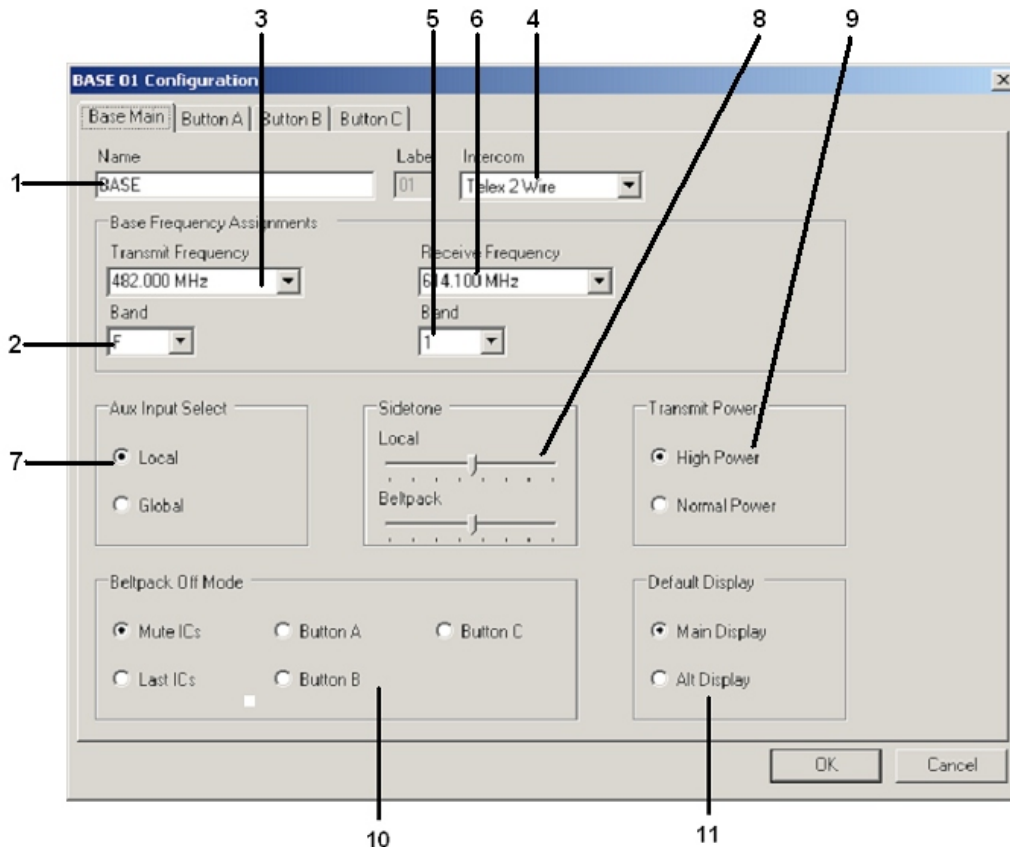 3 5 6 4 8 9
BASE 01 Configuration
Base Main Button A Button B Button C
Name Label Intercom
1 BASE 01 Telex 2 Wire
Base Frequency Assignments
Transmit Frequency Receive Frequency
482.000 MHz 614.100 MHz
Band Band
2 F 1
Aux Input Select Sidetone Transmit Power
Local
7 Local High Power
Beltpack
Global Normal Power
Beltpack Off Mode Default Display
Mute ICs Button A Button C Main Display
Last ICs Button B Alt Display
OK Cancel
10 11